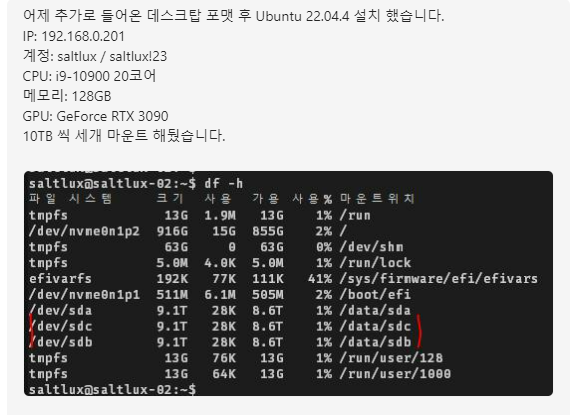 어제 추가로 들어온 데스크탑 포맷 후 Ubuntu 22.04.4 설치 했습니다.
IP: 192.168.0.201
계정: saltlux / saltlux!23
CPU: i9-10900 20코어
메모리: 128GB
GPU: GeForce RTX 3090
10TB 씩 세개 마운트 해뒀습니다.
saltlux@saltlux-02:~$ df -h
파일 시스템 크기 사용 가용 사용% 마운트위치
tmpfs 13G 1.9M 13G 1% /run
/dev/nvme0n1p2 916G 15G 855G 2% /
tmpfs 63G 0 63G 0% /dev/shm
tmpfs 5.0M 4.0K 5.0M 1% /run/lock
efivarfs 192K 77K 111K 41% /sys/firmware/efi/efivars
/dev/nvme0n1p1 511M 6.1M 505M 2% /boot/efi
/dev/sda 9.1T 28K 8.6T 1% /data/sda
/dev/sdc 9.1T 28K 8.6T 1% /data/sdc
/dev/sdb 9.1T 28K 8.6T 1% /data/sdb
tmpfs 13G 76K 13G 1% /run/user/128
tmpfs 13G 64K 13G 1% /run/user/1000
saltlux@saltlux-02:~$